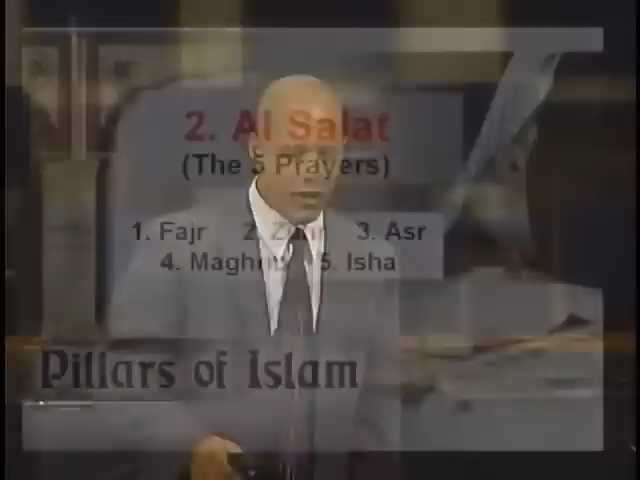 2. Al Salat
(The 5 Prayers)
1. Fajr 2. 3. Asr
4. 5. Isha
Pillars of Islam